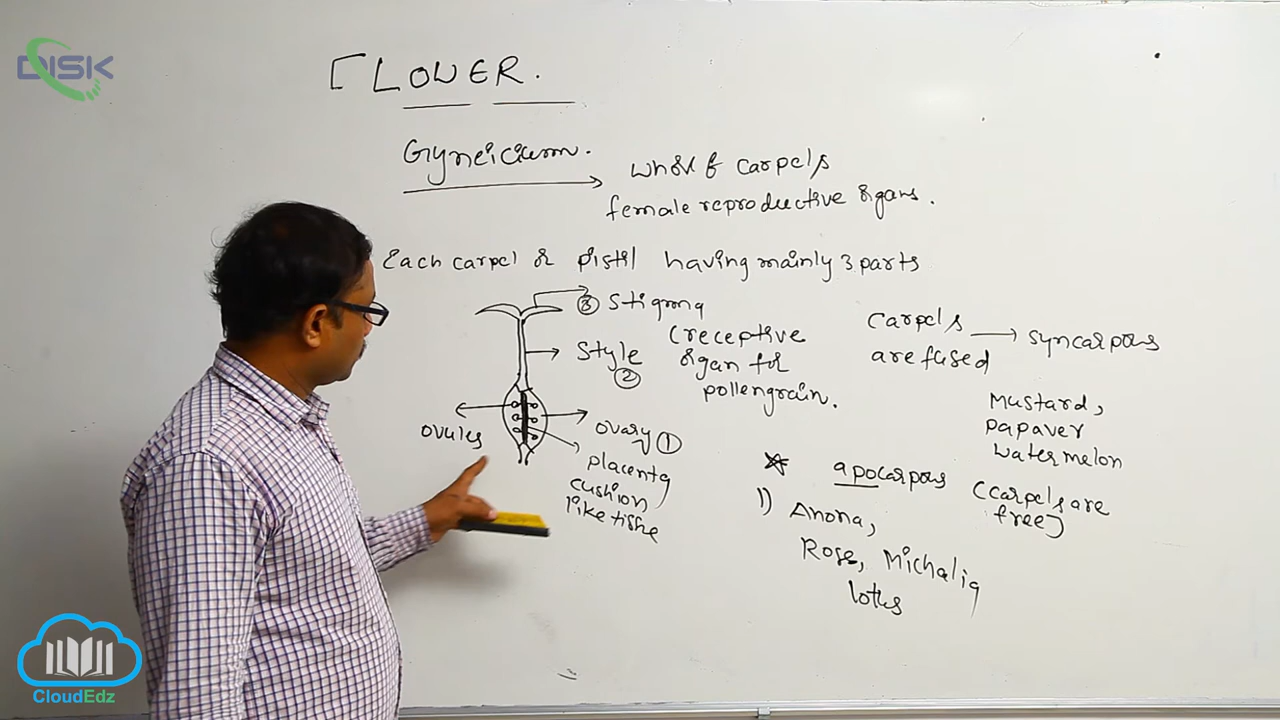 DISK
FLOWER.
Gyneicium.
whorl of carpels
female reproductive organs.
Each carpel or pistil having mainly 3 parts
③ Stigma
(receptive
organ for
pollengrain.
Style
②
ovules
ovary ①
placenta
cushion
like tissue
Carpels
are fused → syncarpous
Mustard,
papaver
watermelon
apocarpous (carpels are
free)
1) Anona,
Rose, Michalia
lotus
CloudEdz